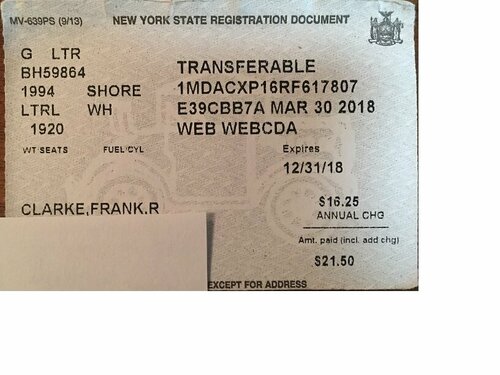 MV-639PS (9/13) NEW YORK STATE REGISTRATION DOCUMENT
G LTR
BH59864 TRANSFERABLE
1994 SHORE 1MDACXP16RF617807
LTRL WH E39CBB7A MAR 30 2018
1920 WEB WEBCDA
WT SEATS FUEL/CYL Expires
12/31/18
CLARKE,FRANK.R $16.25
ANNUAL CHG
Amt. paid (incl. add chg)
$21.50
EXCEPT FOR ADDRESS